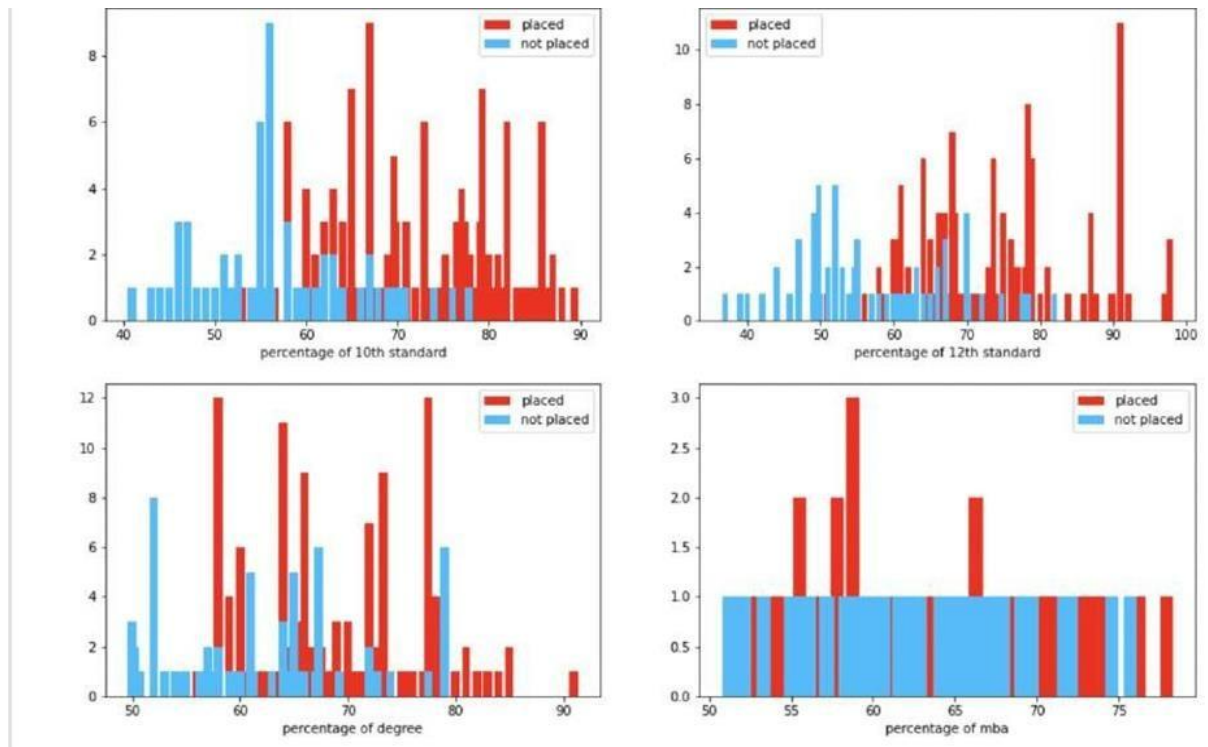 placed
not placed
8
6
4
2
0
40 50 60 70 80 90
percentage of 10th standard
placed
not placed
10
8
6
4
2
0
40 50 60 70 80 90 100
percentage of 12th standard
placed
not placed
12
10
8
6
4
2
0
50 60 70 80 90
percentage of degree
placed
not placed
3.0
2.5
2.0
1.5
1.0
0.5
0.0
50 55 60 65 70 75
percentage of mba